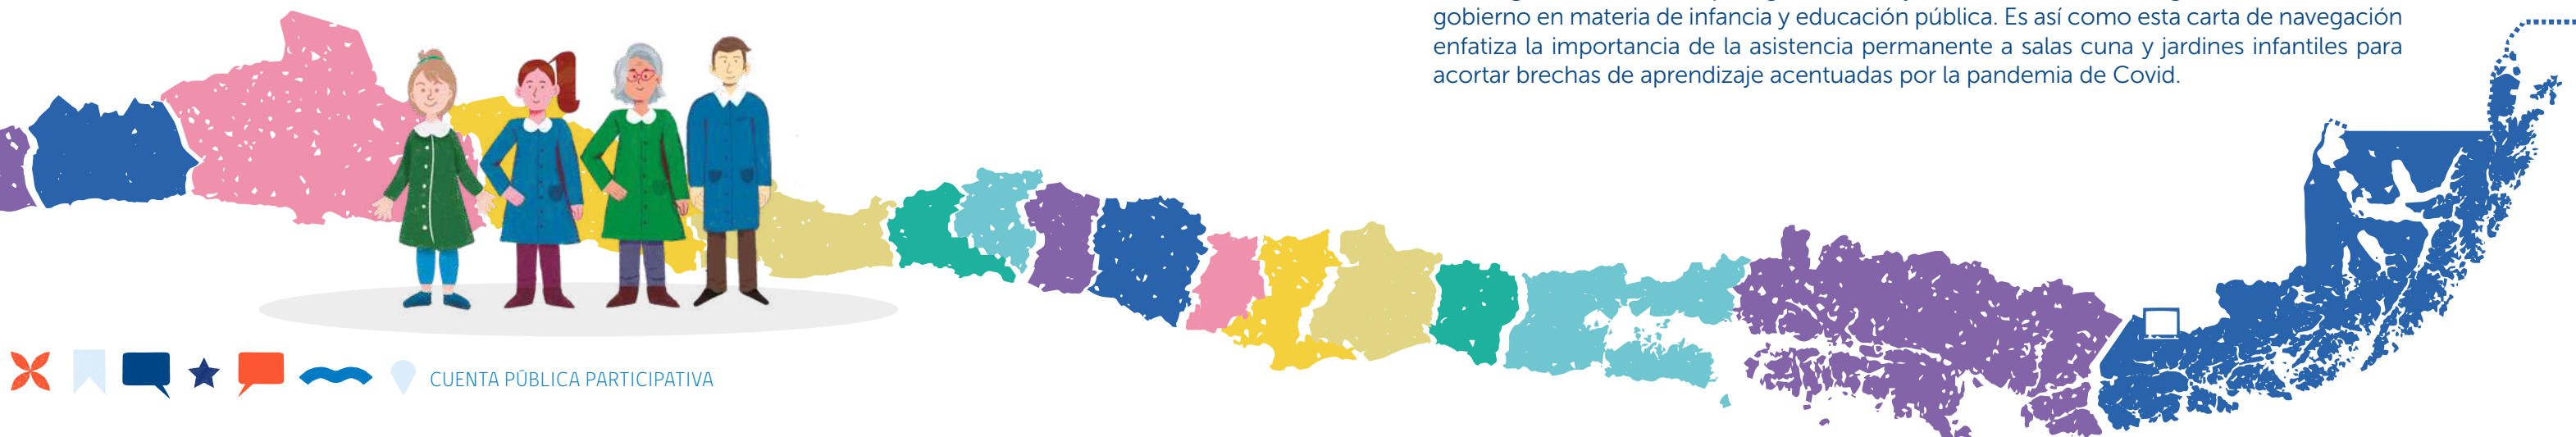 gobierno en materia de infancia y educación pública. Es así como esta carta de navegación
enfatiza la importancia de la asistencia permanente a salas cuna y jardines infantiles para
acortar brechas de aprendizaje acentuadas por la pandemia de Covid.
CUENTA PÚBLICA PARTICIPATIVA